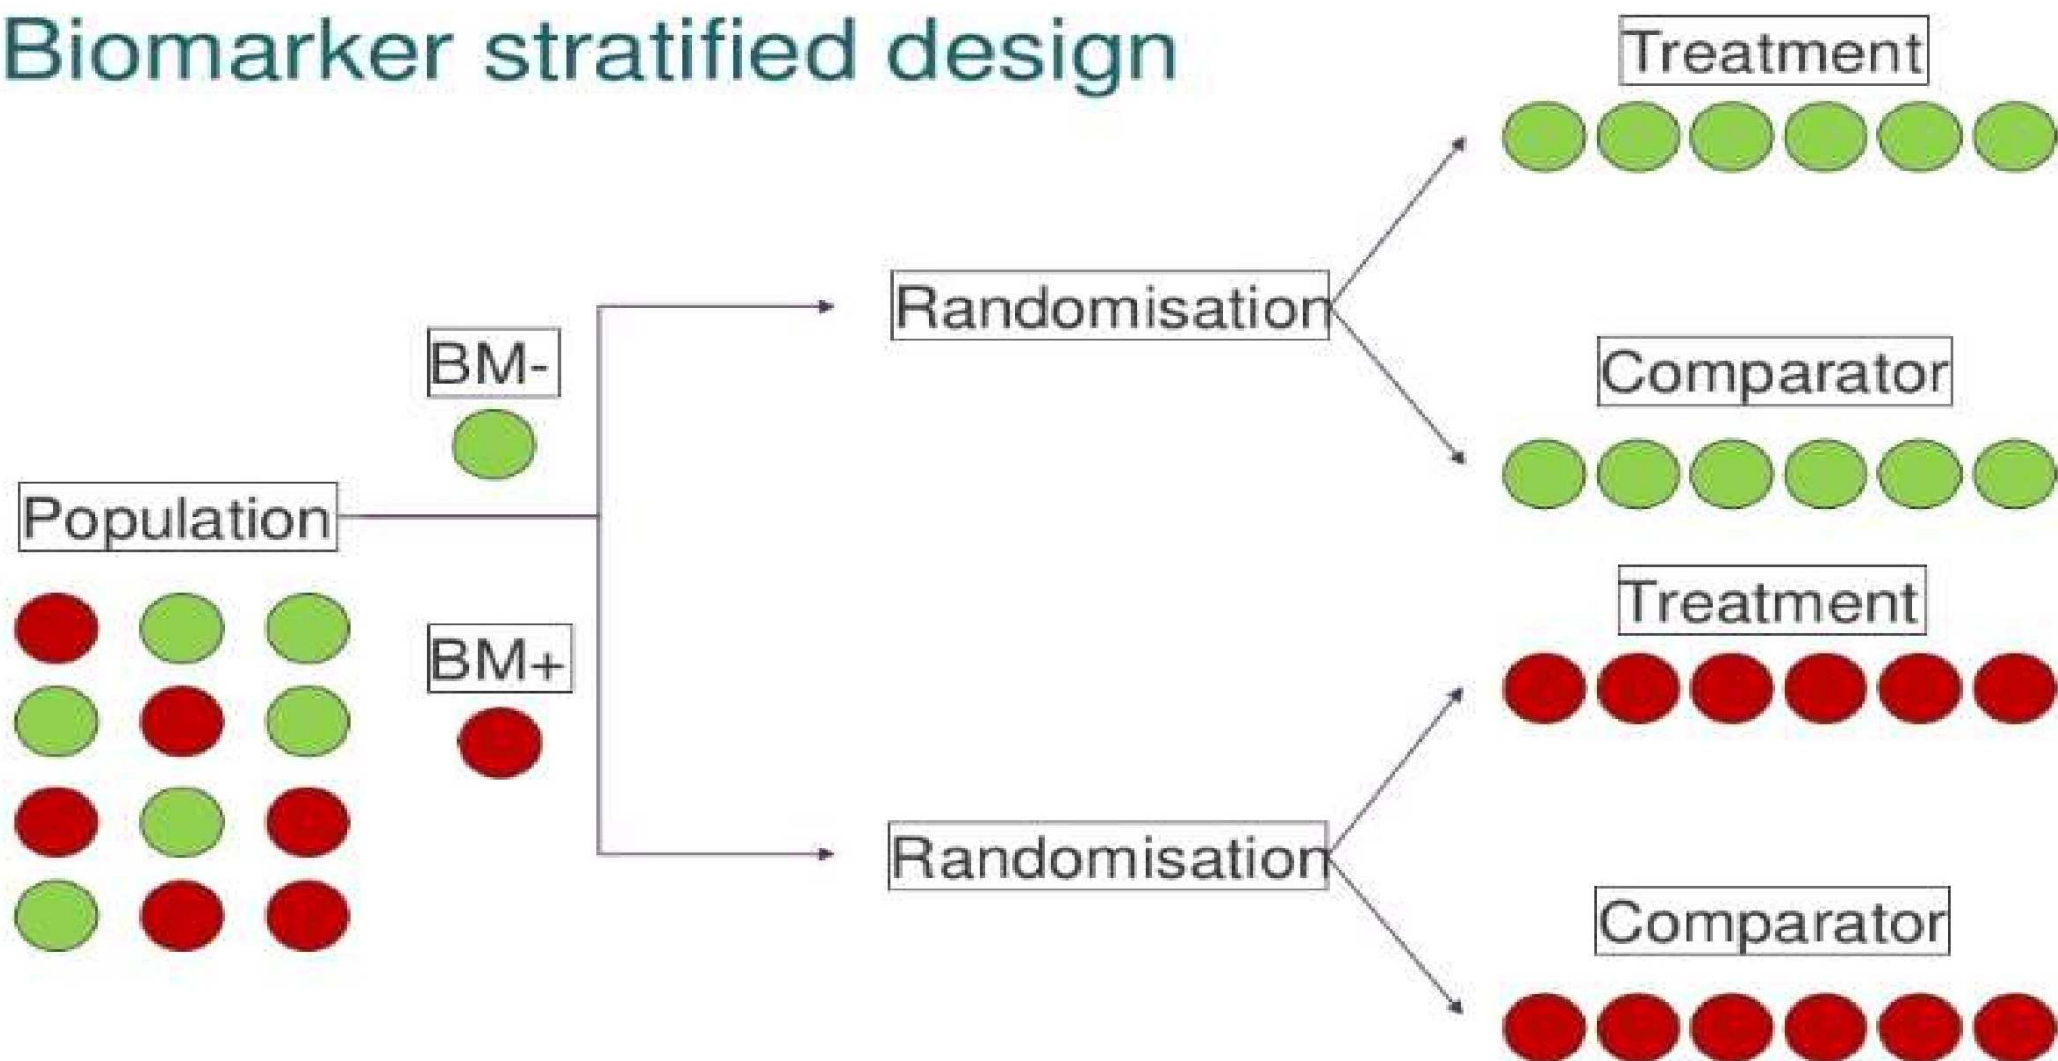 Biomarker stratified design
Treatment
Randomisation
BM-
Comparator
Population
Treatment
BM+
Randomisation
Comparator